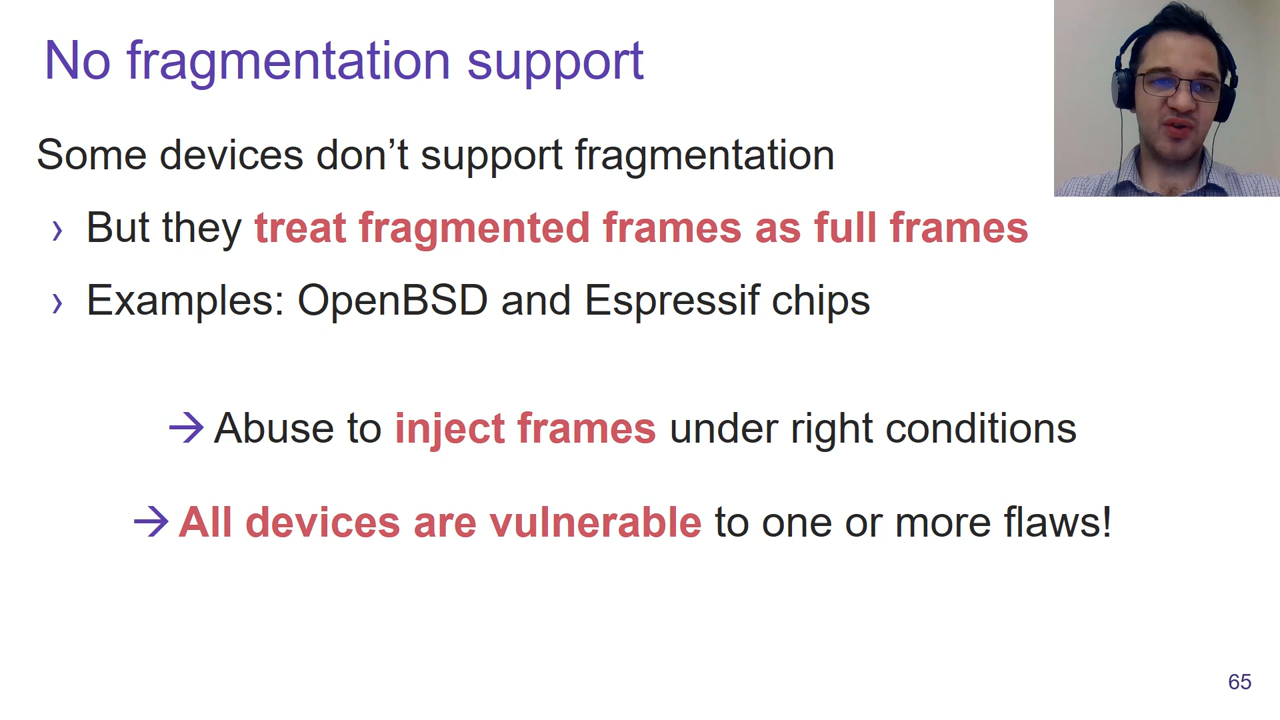 No fragmentation support
Some devices don’t support fragmentation
› But they treat fragmented frames as full frames
› Examples: OpenBSD and Espressif chips
→ Abuse to inject frames under right conditions
→ All devices are vulnerable to one or more flaws!
65